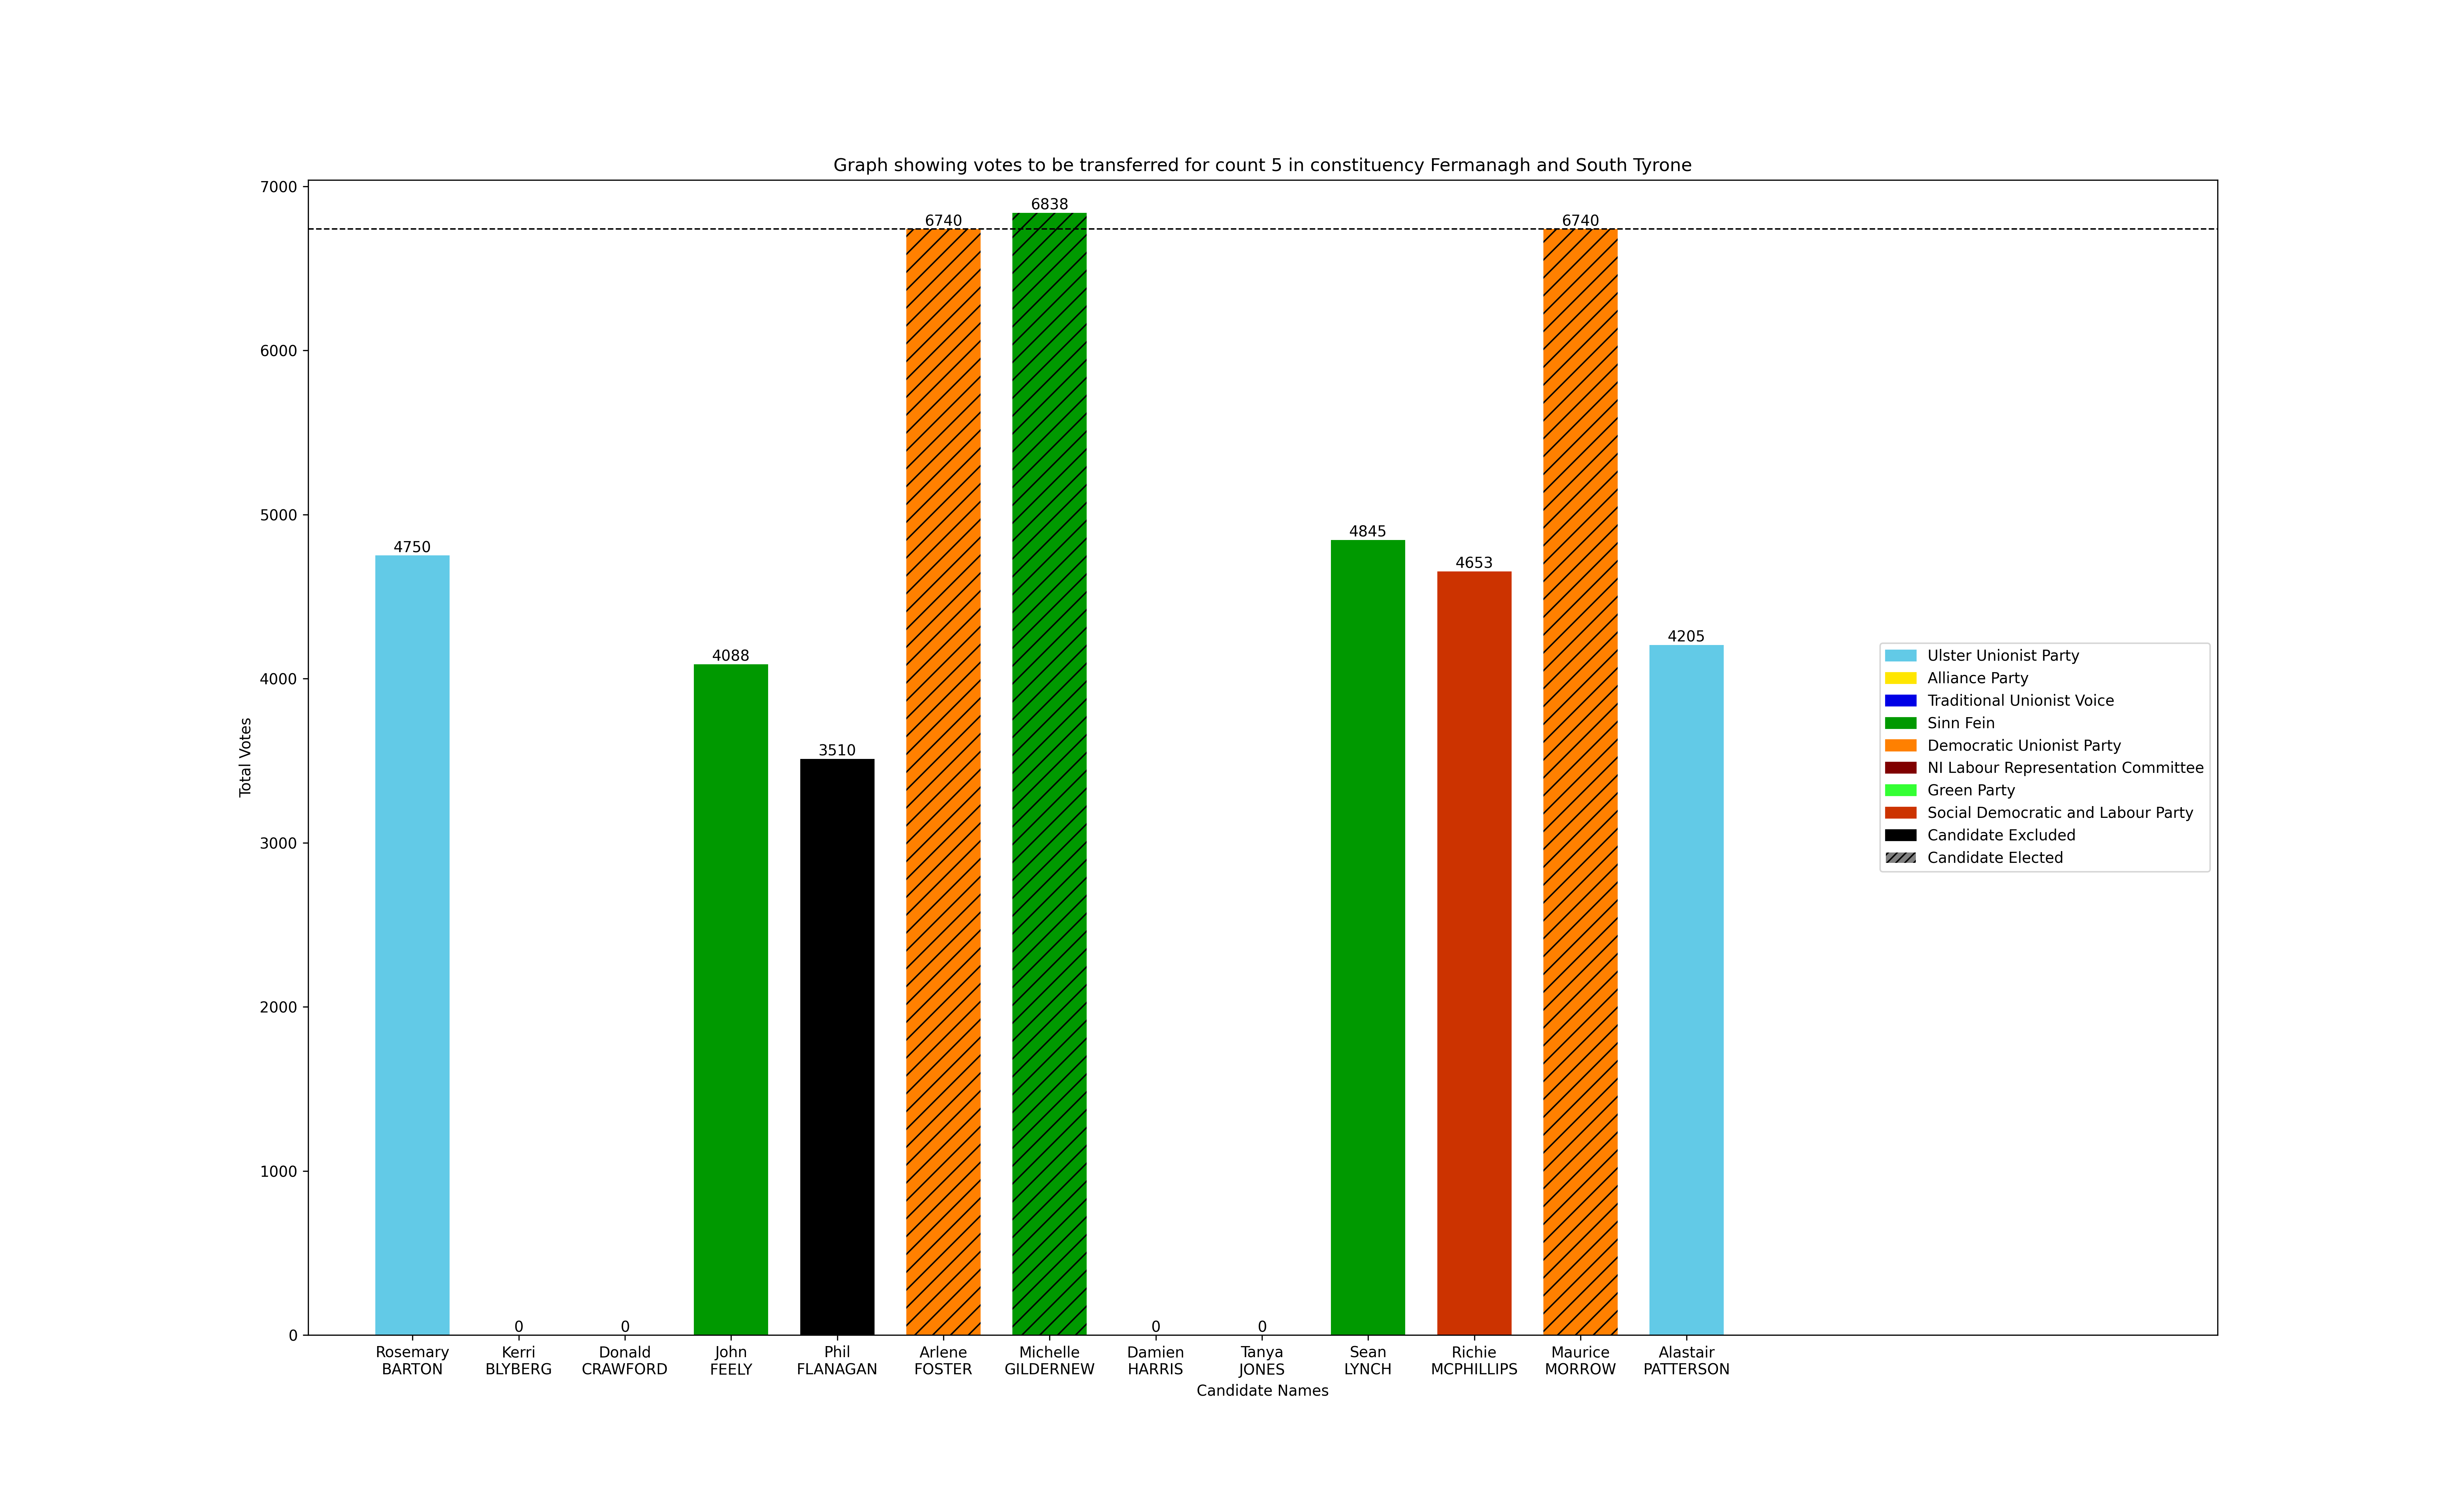 Graph showing votes to be transferred for count 5 in constituency Fermanagh and South Tyrone
7000
6000
5000
4000
3000
2000
1000
0
Total Votes
4750
0
0
4088
3510
6740
6838
0
0
4845
4653
6740
4205
Rosemary
BARTON
Kerri
BLYBERG
Donald
CRAWFORD
John
FEELY
Phil
FLANAGAN
Arlene
FOSTER
Michelle
GILDERNEW
Damien
HARRIS
Tanya
JONES
Sean
LYNCH
Richie
MCPHILLIPS
Maurice
MORROW
Alastair
PATTERSON
Candidate Names
Ulster Unionist Party
Alliance Party
Traditional Unionist Voice
Sinn Fein
Democratic Unionist Party
NI Labour Representation Committee
Green Party
Social Democratic and Labour Party
Candidate Excluded
Candidate Elected